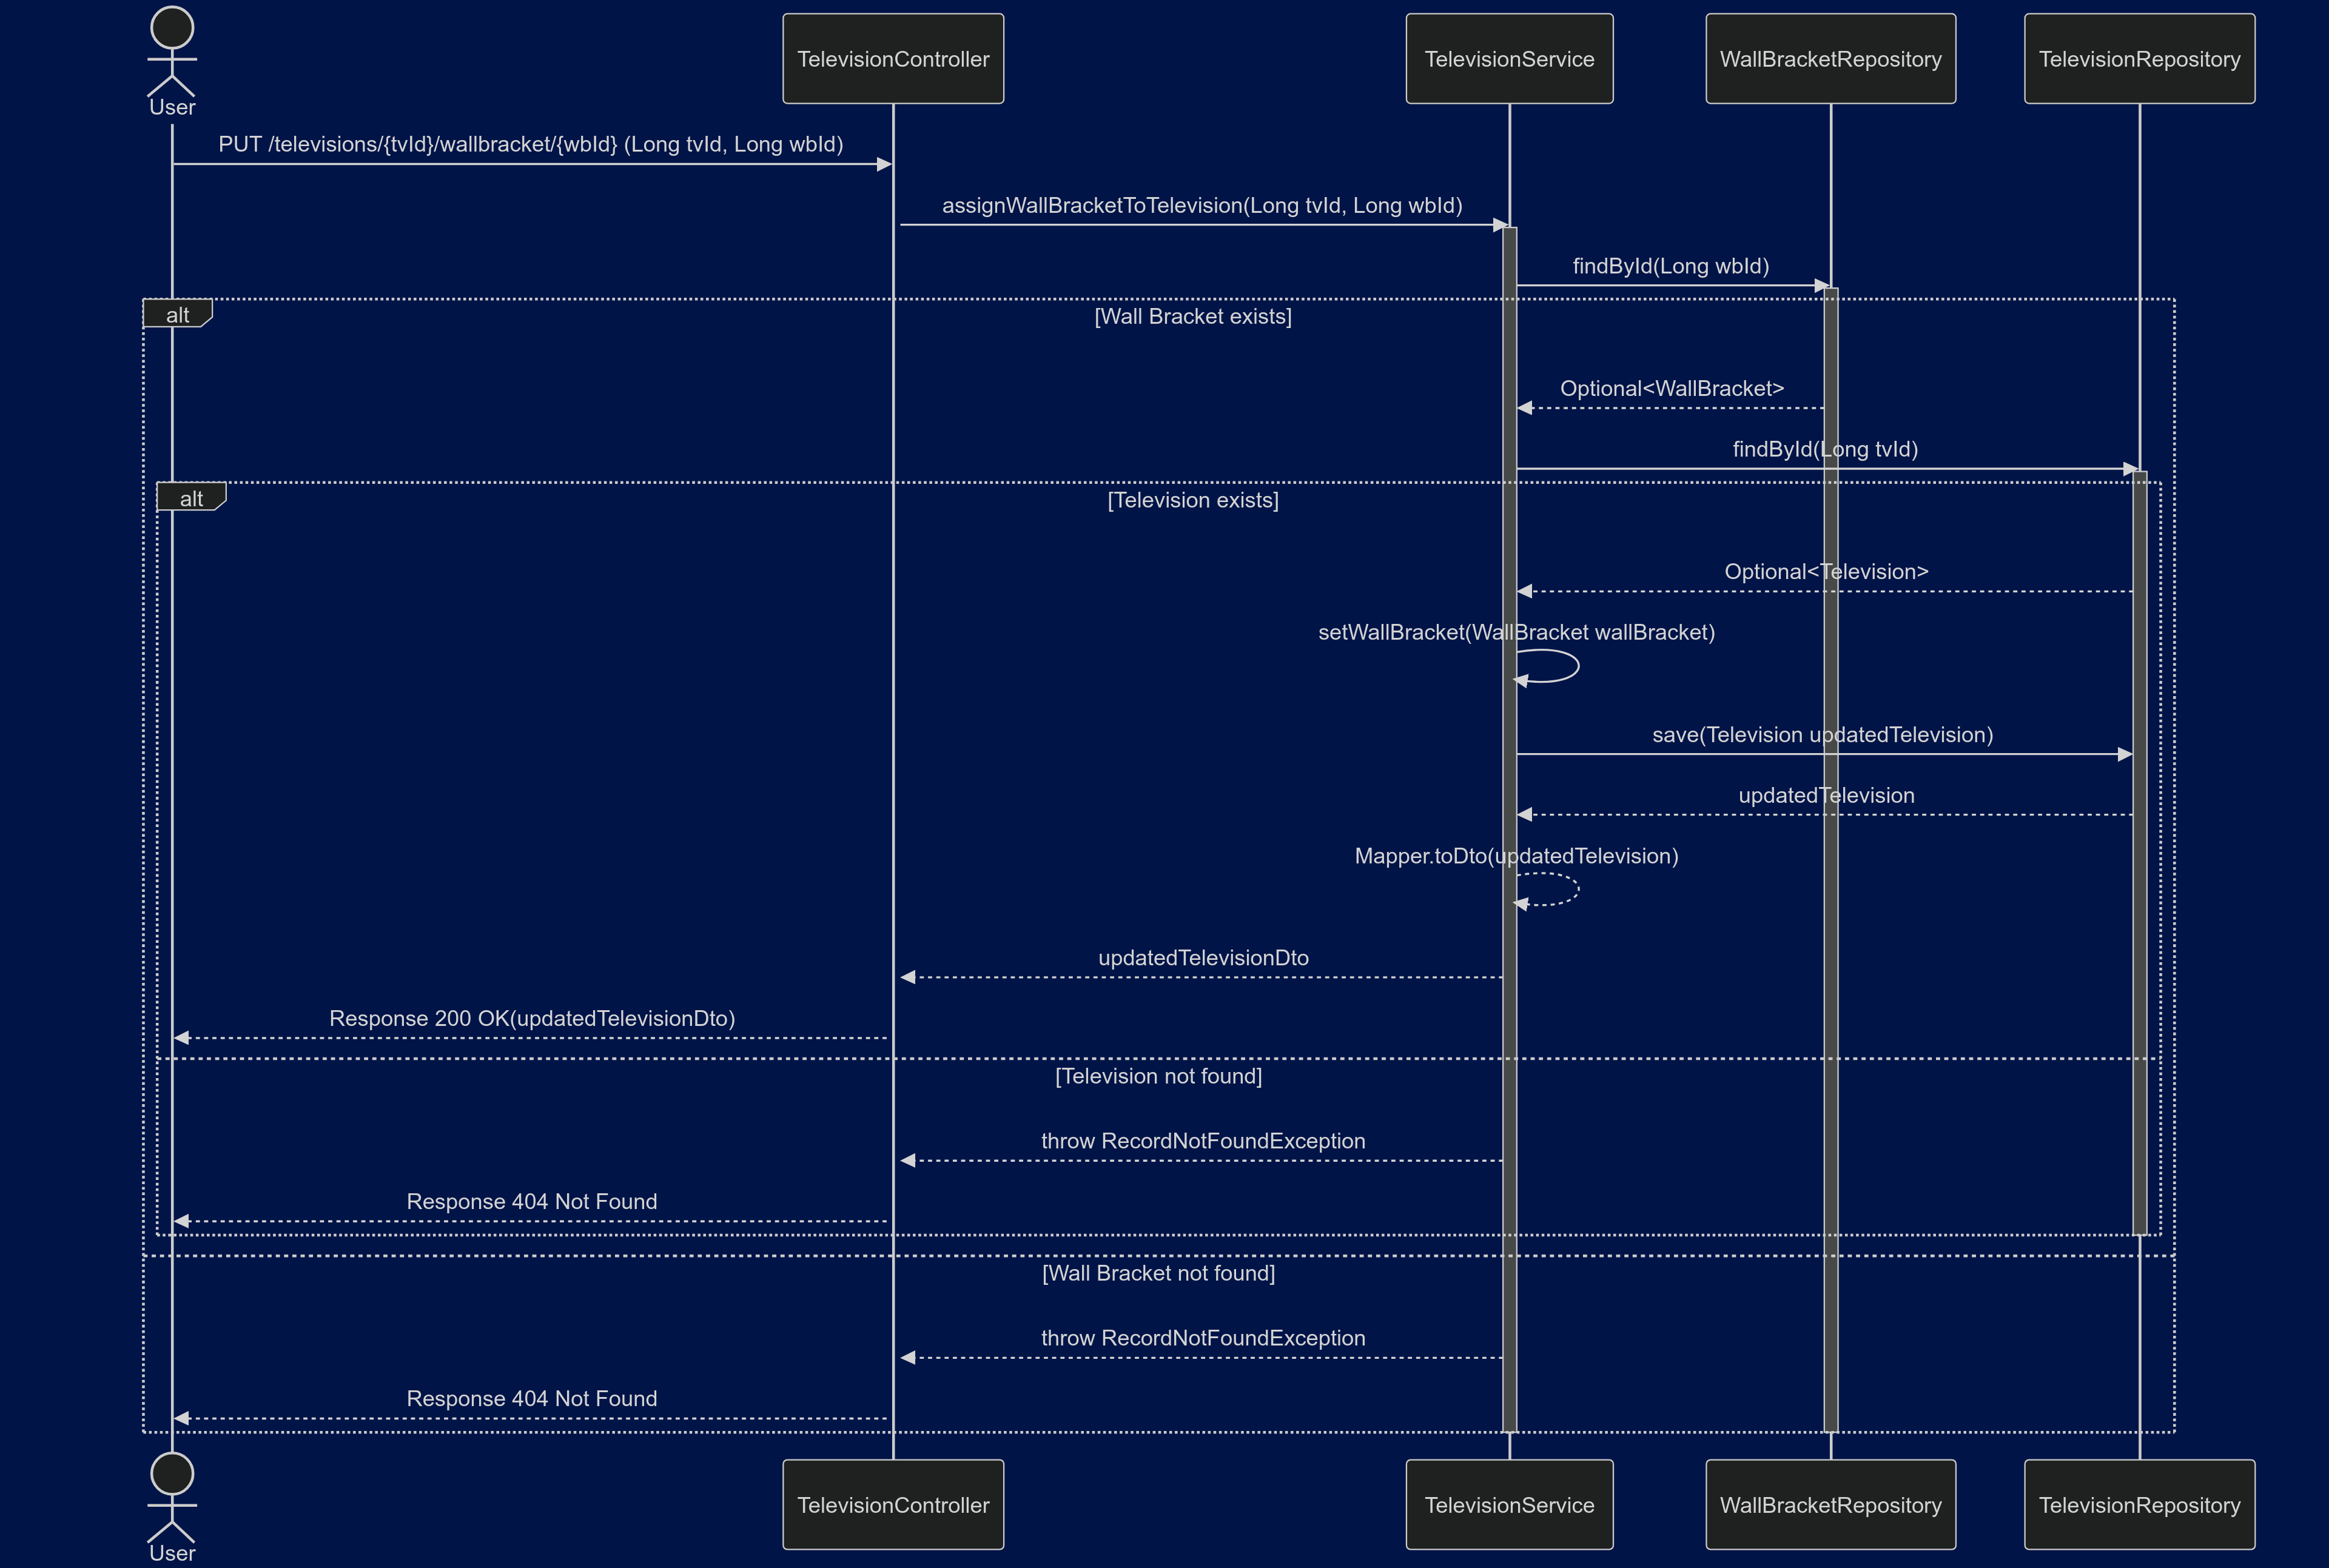 User
TelevisionController
TelevisionService
WallBracketRepository
TelevisionRepository
PUT /televisions/{tvId}/wallbracket/{wbId} (Long tvId, Long wbId)
assignWallBracketToTelevision(Long tvId, Long wbId)
findById(Long wbId)
alt
[Wall Bracket exists]
Optional<WallBracket>
findById(Long tvId)
alt
[Television exists]
Optional<Television>
setWallBracket(WallBracket wallBracket)
save(Television updatedTelevision)
updatedTelevision
Mapper.toDto(updatedTelevision)
updatedTelevisionDto
Response 200 OK(updatedTelevisionDto)
[Television not found]
throw RecordNotFoundException
Response 404 Not Found
[Wall Bracket not found]
throw RecordNotFoundException
Response 404 Not Found
User
TelevisionController
TelevisionService
WallBracketRepository
TelevisionRepository